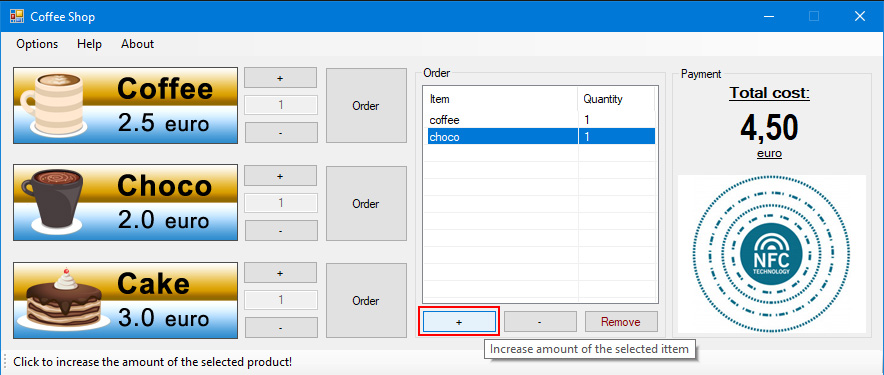 Coffee Shop
Options Help About
Coffee
2.5 euro
+
1
-
Order
Choco
2.0 euro
+
1
-
Order
Cake
3.0 euro
+
1
-
Order
Order
Item Quantity
coffee 1
choco 1
+ - Remove
Increase amount of the selected ittem
Payment
Total cost:
4,50
euro
NFC
TECHNOLOGY
Click to increase the amount of the selected product!